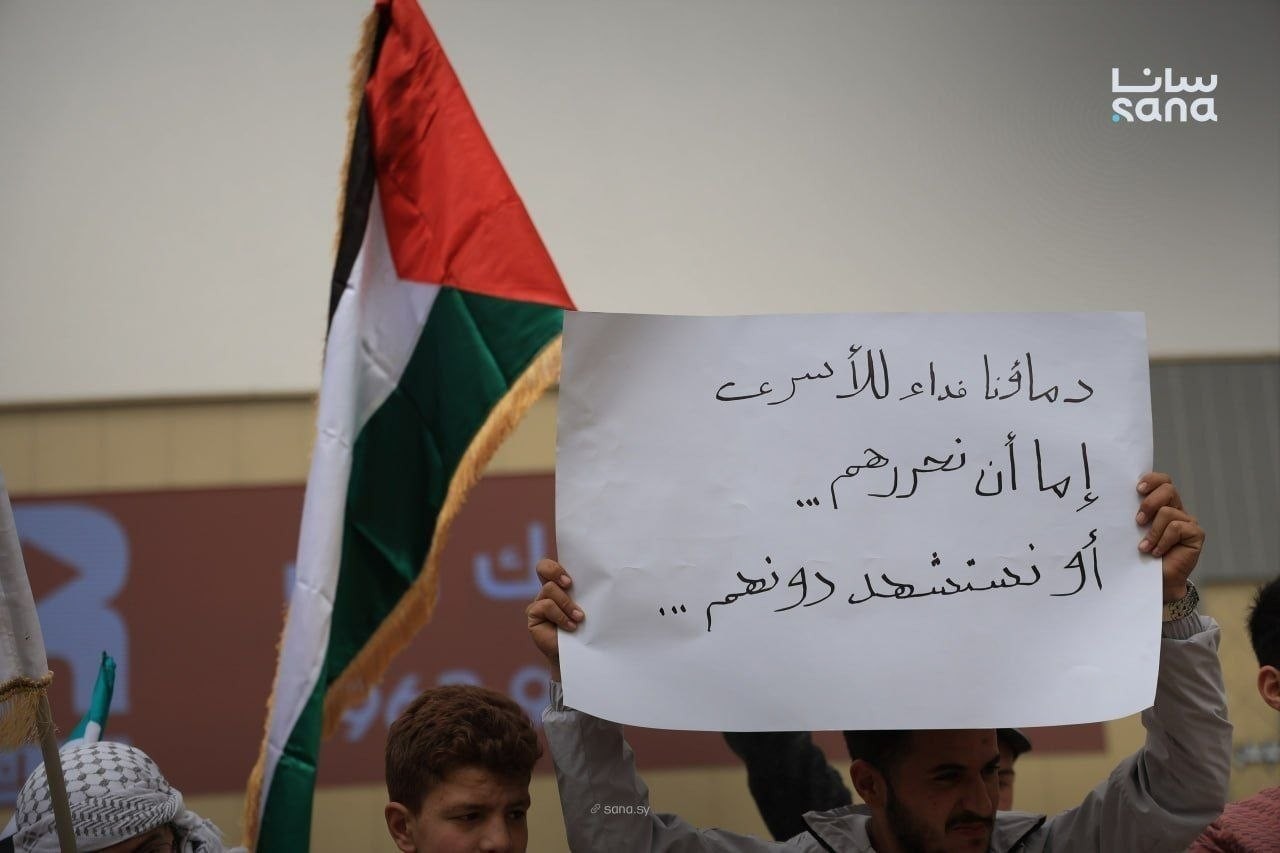 سانا
sana
دماؤنا فداء للأسرى
إما أن نحررهم ...
أو نستشهد دونهم ...
sana.sy